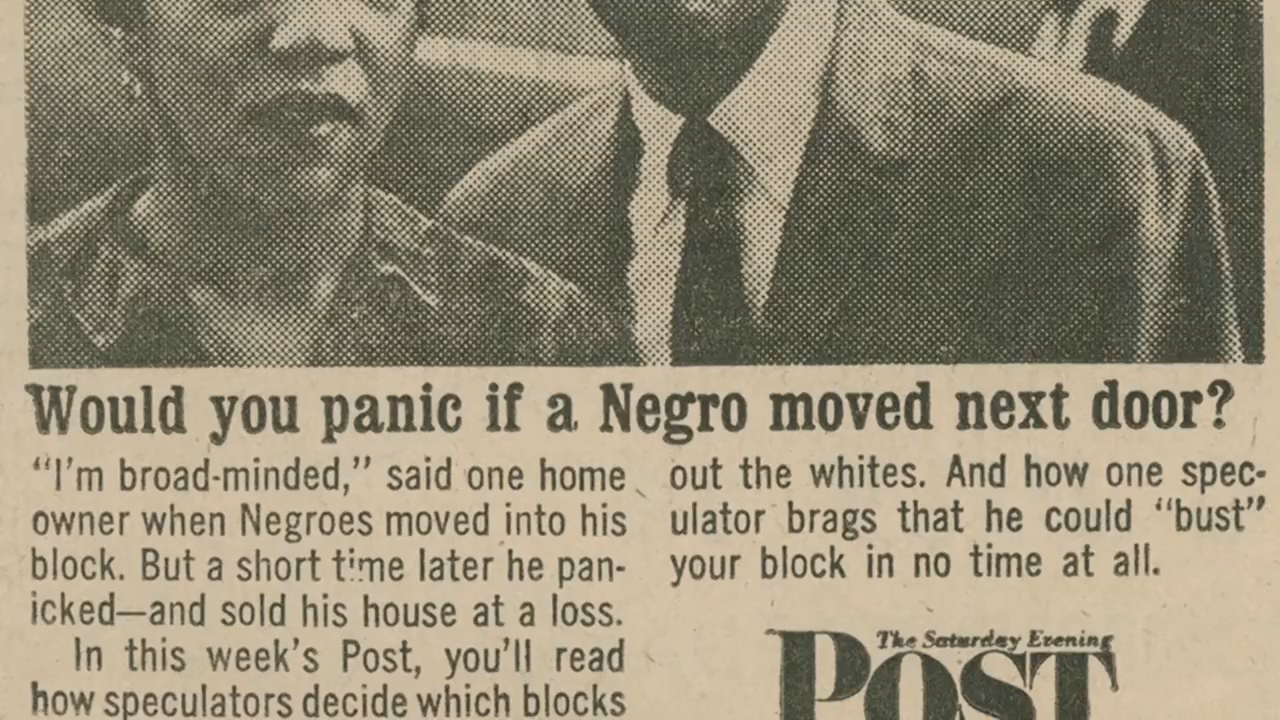 Would you panic if a Negro moved next door?
“I’m broad-minded,” said one home
owner when Negroes moved into his
block. But a short time later he pan-
icked—and sold his house at a loss.
In this week’s Post, you’ll read
how speculators decide which blocks
out the whites. And how one spec-
ulator brags that he could “bust”
your block in no time at all.
The Saturday Evening
POST